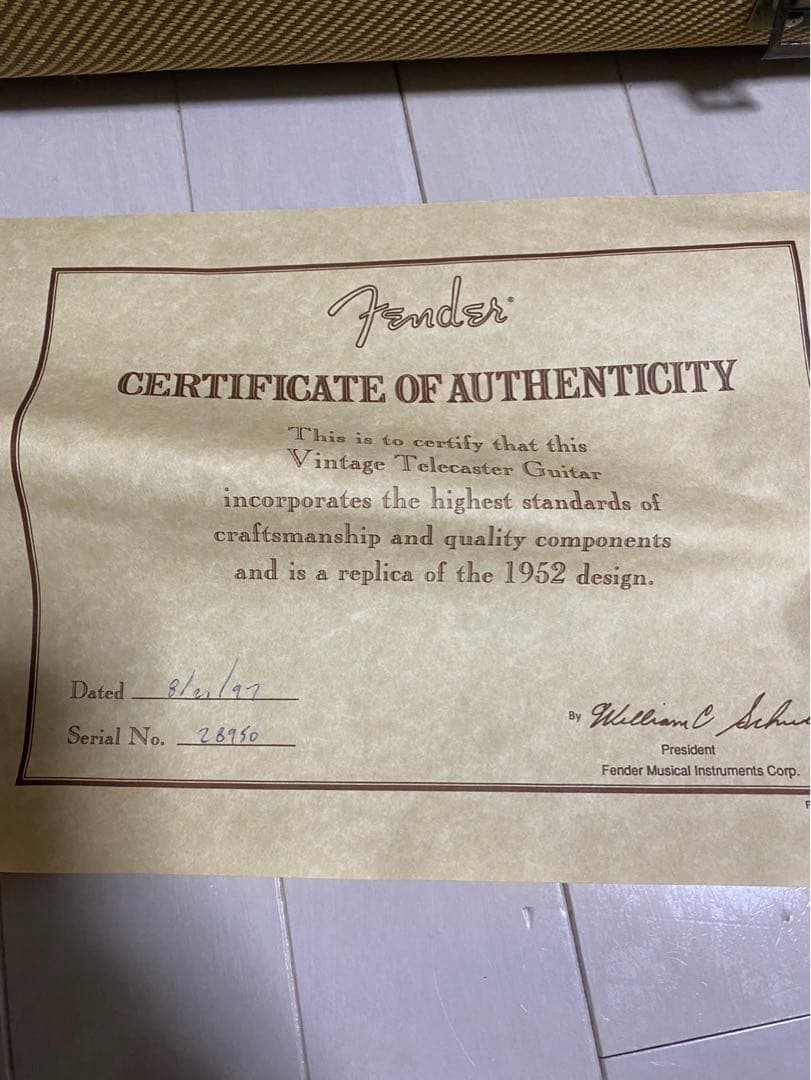 Fender®
CERTIFICATE OF AUTHENTICITY
This is to certify that this
Vintage Telecaster Guitar
incorporates the highest standards of
craftsmanship and quality components
and is a replica of the 1952 design.
Dated 8/21/97
Serial No. 28950
By William C
President
Fender Musical Instruments Corp.